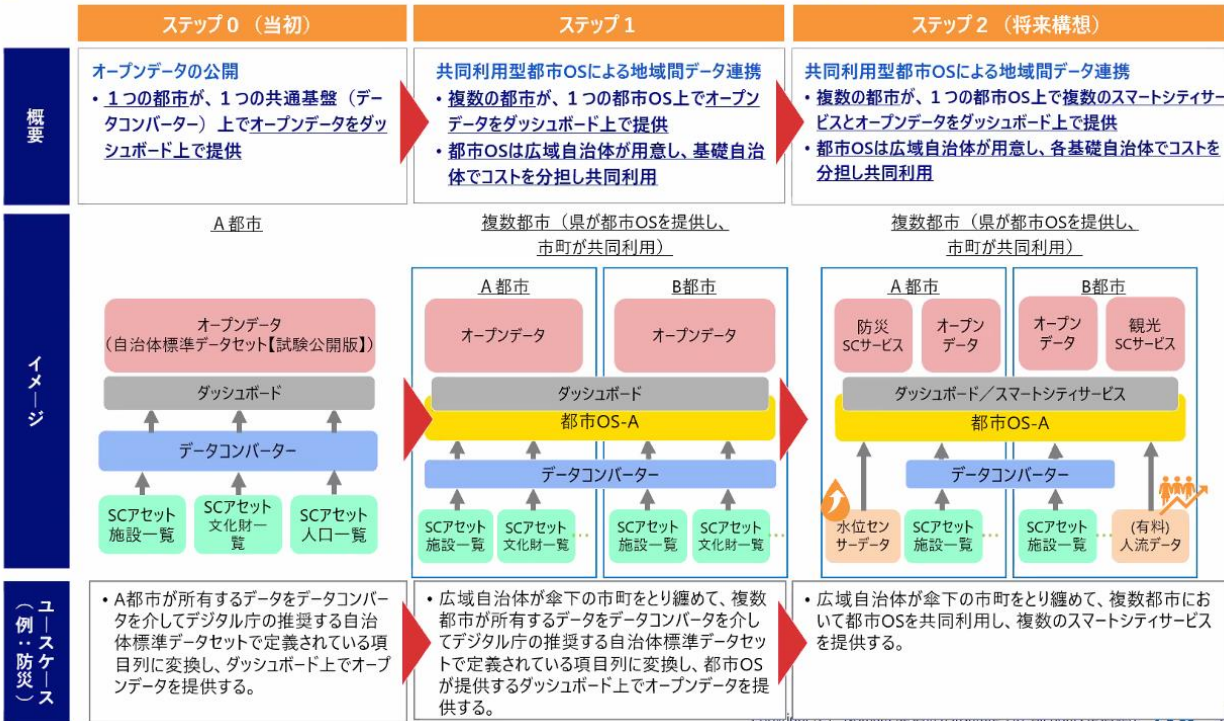 ステップ0 （当初）
ステップ1
ステップ2 （将来構想）
概要
オープンデータの公開
• １つの都市が、１つの共通基盤（デー
タコンバーター）上でオープンデータをダッ
シュボード上で提供
共同利用型都市OSによる地域間データ連携
• 複数の都市が、１つの都市OS上でオープン
データをダッシュボード上で提供
• 都市OSは広域自治体が用意し、基礎自治
体でコストを分担し共同利用
共同利用型都市OSによる地域間データ連携
• 複数の都市が、１つの都市OS上で複数のスマートシティサー
ビスとオープンデータをダッシュボード上で提供
• 都市OSは広域自治体が用意し、各基礎自治体でコストを
分担し共同利用
イメージ
A都市
オープンデータ
（自治体標準データセット【試験公開版】）
ダッシュボード
データコンバーター
SCアセット
施設一覧
SCアセット
文化財一
覧
SCアセット
人口一覧
複数都市（県が都市OSを提供し、
市町が共同利用）
A都市
B都市
オープンデータ
オープンデータ
ダッシュボード
都市OS-A
データコンバーター
SCアセット
施設一覧
SCアセット
文化財一覧
…
SCアセット
施設一覧
SCアセット
文化財一覧
…
複数都市（県が都市OSを提供し、
市町が共同利用）
A都市
B都市
防災
SCサービス
オープン
データ
オープン
データ
観光
SCサービス
ダッシュボード／スマートシティサービス
都市OS-A
データコンバーター
水位セン
サーデータ
SCアセット
施設一覧
…
SCアセット
施設一覧
…
(有料)
人流データ
ユースケース
（例：防災）
• A都市が所有するデータをデータコンバー
タを介してデジタル庁の推奨する自治
体標準データセットで定義されている項
目列に変換し、ダッシュボード上でオープ
ンデータを提供する。
• 広域自治体が傘下の市町をとり纏めて、複数
都市が所有するデータをデータコンバータを介し
てデジタル庁の推奨する自治体標準データセッ
トで定義されている項目列に変換し、都市OS
が提供するダッシュボード上でオープンデータを提
供する。
• 広域自治体が傘下の市町をとり纏めて、複数都市にお
いて都市OSを共同利用し、複数のスマートシティサービス
を提供する。